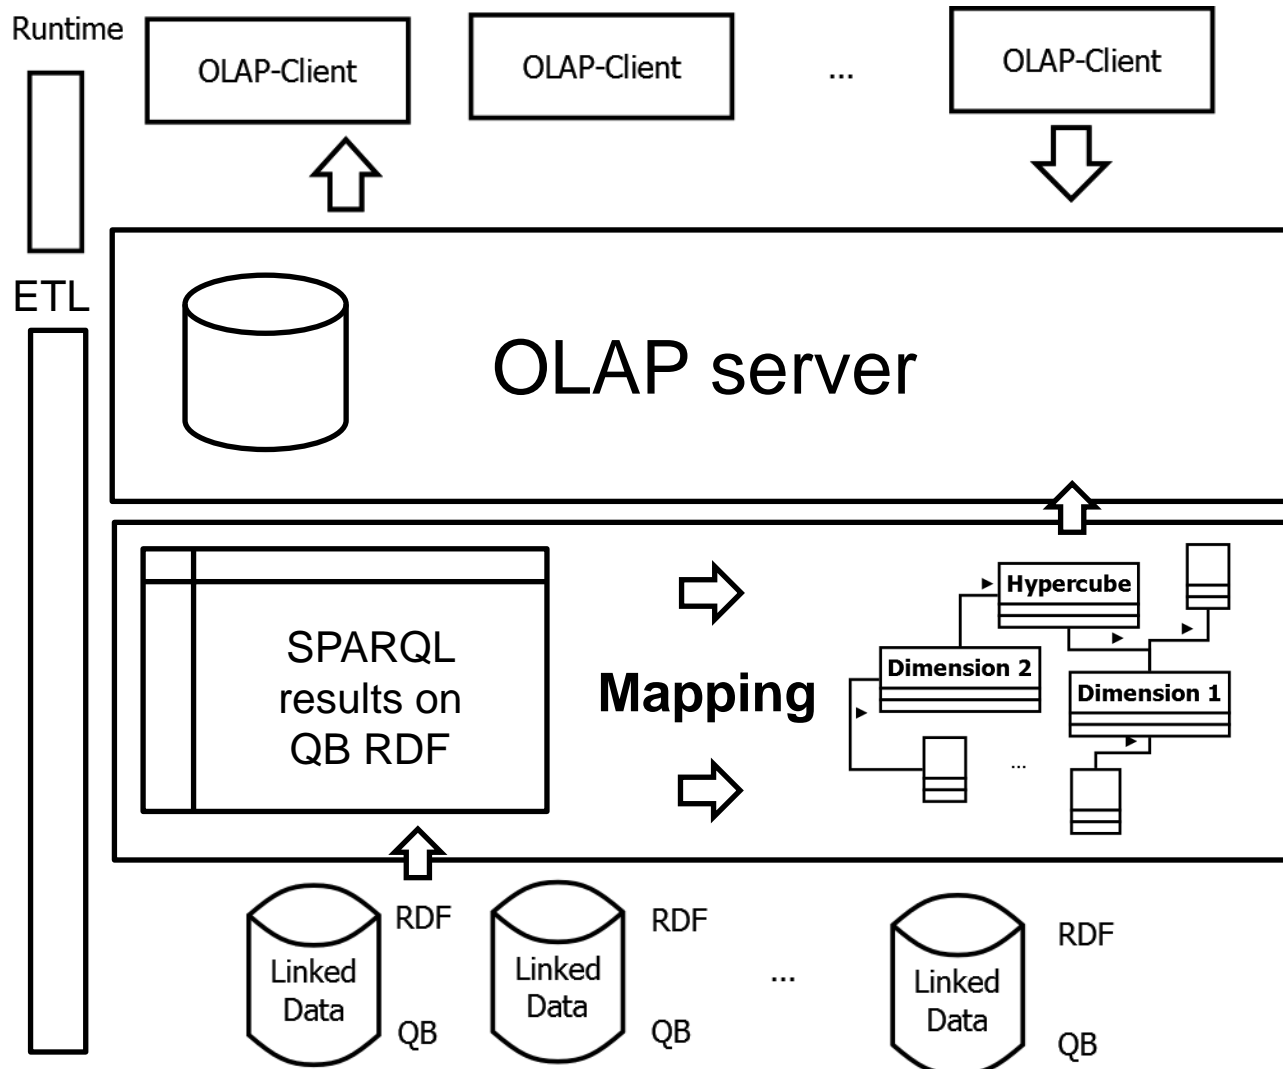 Runtime
OLAP-Client
OLAP-Client
...
OLAP-Client
ETL
OLAP server
SPARQL
results on
QB RDF
Mapping
Hypercube
Dimension 2
Dimension 1
...
RDF
Linked
Data
QB
RDF
Linked
Data
QB
...
RDF
Linked
Data
QB